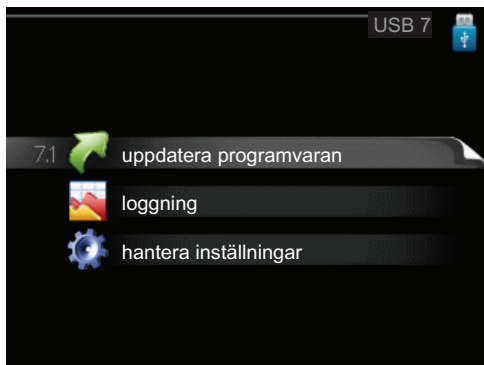 USB 7
7.1 uppdatera programvaran
loggning
hantera inställningar